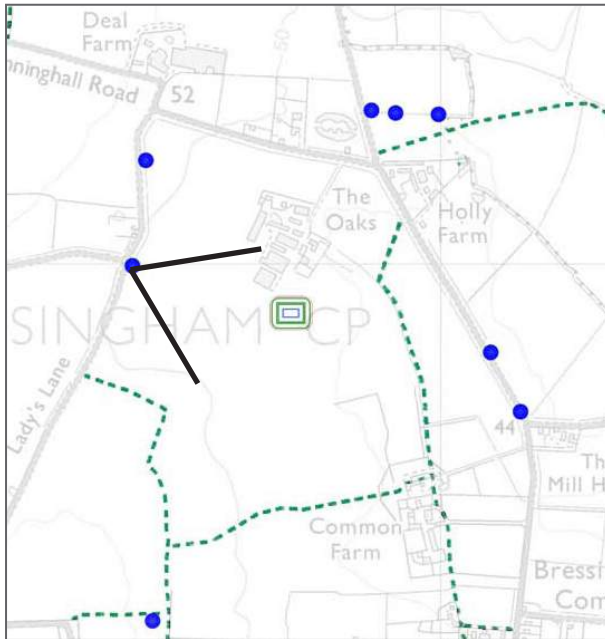 Deal
Farm
nninghall Road
52
50
The
Oaks
Holly
Farm
SINGHAM CP
Lady's Lane
44
Th
Mill H
Common
Farm
Bressi
Com